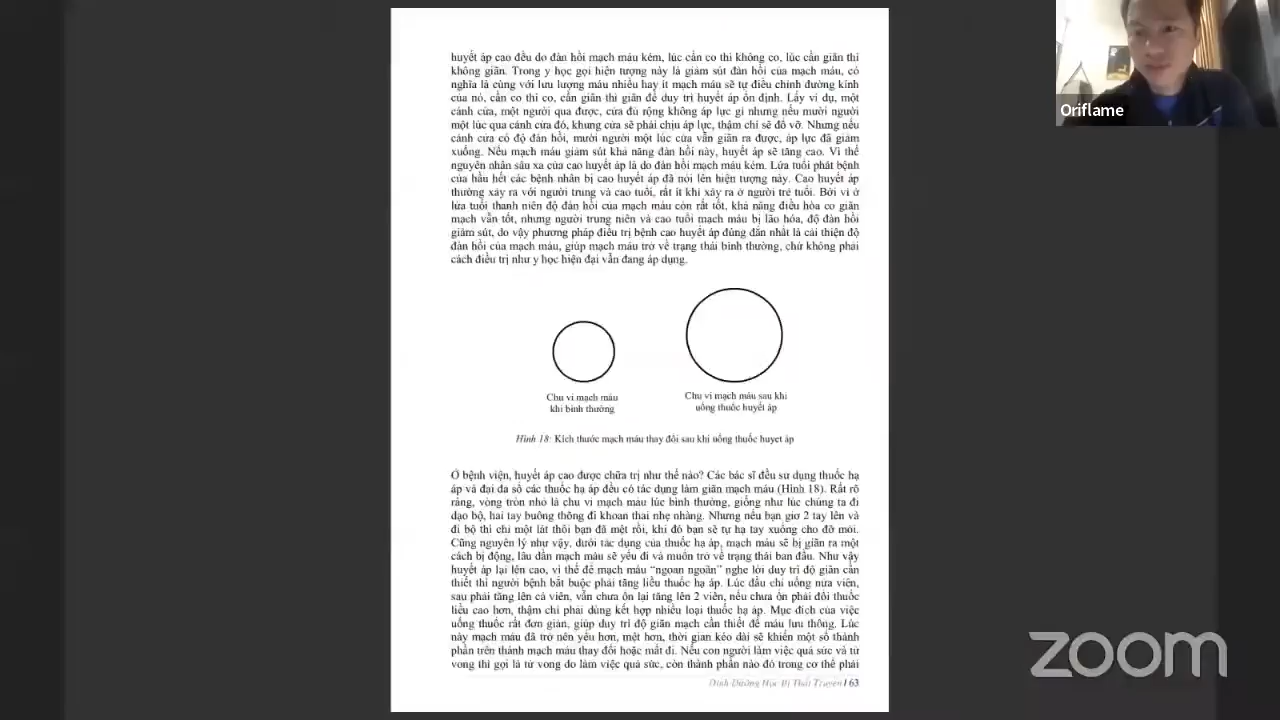 huyết áp cao đều do đàn hồi mạch máu kém, lúc cần co thì không co, lúc cần giãn thì
không giãn. Trong y học gọi hiện tượng này là giảm sút đàn hồi của mạch máu, có
nghĩa là cùng với lưu lượng máu nhiều hay ít mạch máu sẽ tự điều chỉnh đường kính
của nó, cần co thì co, cần giãn thì giãn để duy trì huyết áp ổn định. Lấy ví dụ, một
cánh cửa, một người qua được, cửa đủ rộng không áp lực gì nhưng nếu mười người
một lúc qua cánh cửa đó, khung cửa sẽ phải chịu áp lực, thậm chí sẽ đổ vỡ. Nhưng nếu
cánh cửa có độ đàn hồi, mười người một lúc cửa vẫn giãn ra được, áp lực đã giảm
xuống. Nếu mạch máu giảm sút khả năng đàn hồi này, huyết áp sẽ tăng cao. Vì thế
nguyên nhân sâu xa của cao huyết áp là do đàn hồi mạch máu kém. Lứa tuổi phát bệnh
của hầu hết các bệnh nhân bị cao huyết áp đã nói lên hiện tượng này. Cao huyết áp
thường xảy ra với người trung và cao tuổi, rất ít khi xảy ra ở người trẻ tuổi. Bởi vì ở
lứa tuổi thanh niên độ đàn hồi của mạch máu còn rất tốt, khả năng điều hòa co giãn
mạch vẫn tốt, nhưng người trung niên và cao tuổi mạch máu bị lão hóa, độ đàn hồi
giảm sút, do vậy phương pháp điều trị bệnh cao huyết áp đúng đắn nhất là cải thiện độ
đàn hồi của mạch máu, giúp mạch máu trở về trạng thái bình thường, chứ không phải
cách điều trị như y học hiện đại vẫn đang áp dụng.
Chu vi mạch máu
khi bình thường
Chu vi mạch máu sau khi
uống thuốc huyết áp
Hình 18: Kích thước mạch máu thay đổi sau khi uống thuốc huyet áp
Ở bệnh viện, huyết áp cao được chữa trị như thế nào? Các bác sĩ đều sử dụng thuốc hạ
áp và đại đa số các thuốc hạ áp đều có tác dụng làm giãn mạch máu (Hình 18). Rất rõ
ràng, vòng tròn nhỏ là chu vi mạch máu lúc bình thường, giống như lúc chúng ta đi
dạo bộ, hai tay buông thõng đi khoan thai nhẹ nhàng. Nhưng nếu bạn giơ 2 tay lên và
đi bộ thì chỉ một lát thôi bạn đã mệt rồi, khi đó bạn sẽ tự hạ tay xuống cho đỡ mỏi.
Cũng nguyên lý như vậy, dưới tác dụng của thuốc hạ áp, mạch máu sẽ bị giãn ra một
cách bị động, lâu dần mạch máu sẽ yếu đi và muốn trở về trạng thái ban đầu. Như vậy
huyết áp lại lên cao, vì thế để mạch máu “ngoan ngoãn” nghe lời duy trì độ giãn cần
thiết thì người bệnh bắt buộc phải tăng liều thuốc hạ áp. Lúc đầu chỉ uống nửa viên,
sau phải tăng lên cả viên, vẫn chưa ổn lại tăng lên 2 viên, nếu chưa ổn phải đổi thuốc
liều cao hơn, thậm chí phải dùng kết hợp nhiều loại thuốc hạ áp. Mục đích của việc
uống thuốc rất đơn giản, giúp duy trì độ giãn mạch cần thiết để máu lưu thông. Lúc
này mạch máu đã trở nên yếu hơn, mệt hơn, thời gian kéo dài sẽ khiến một số thành
phần trên thành mạch máu thay đổi hoặc mất đi. Nếu con người làm việc quá sức và tử
vong thì gọi là tử vong do làm việc quá sức, còn thành phần nào đó trong cơ thể phải
Dinh Dưỡng Học Bị Thất Truyền l 63
Oriflame
zoom